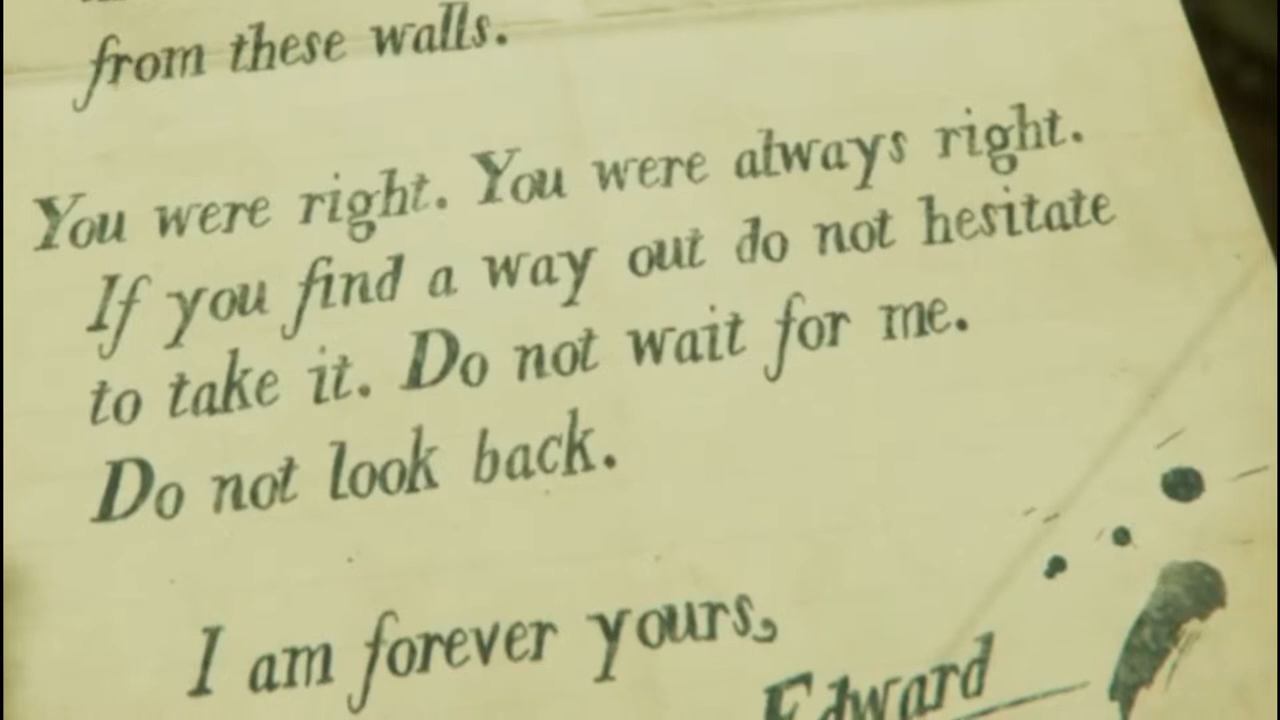 from these walls.
You were right. You were always right.
If you find a way out do not hesitate
to take it. Do not wait for me.
Do not look back.
I am forever yours,
Edward